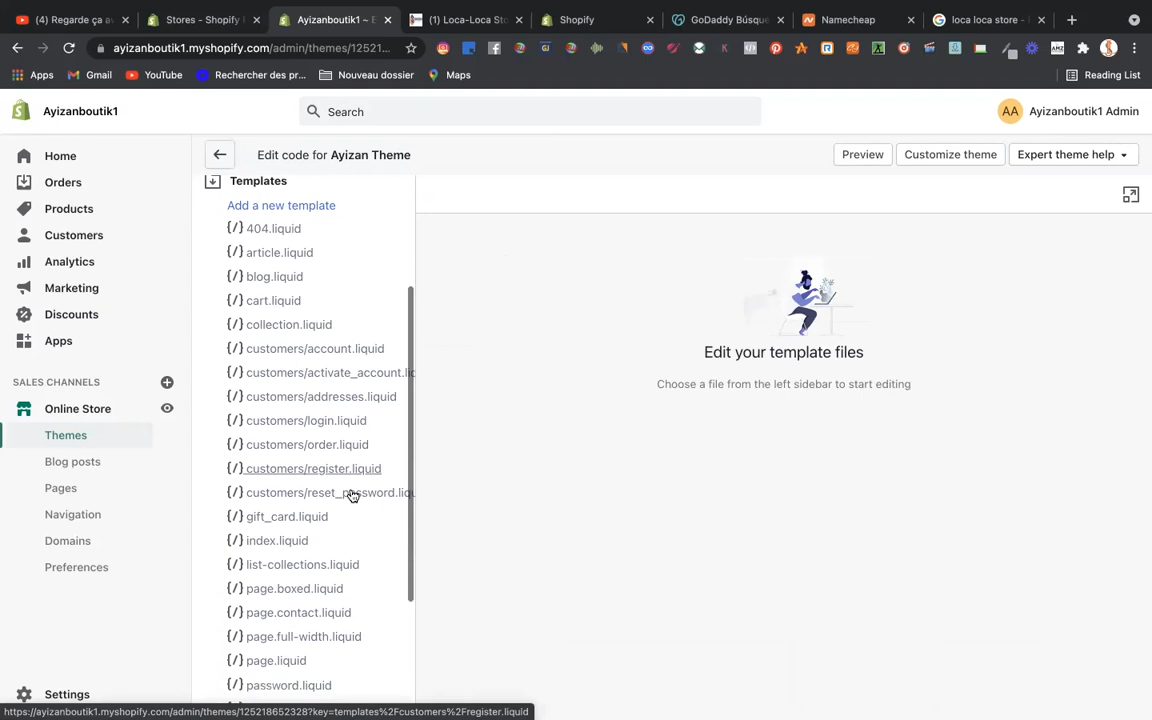 (4) Regarde ça av
Stores - Shopify
Ayizanboutik1 ~ E
(1) Loca-Loca Sto
Shopify
GoDaddy Búsque
Namecheap
loca loca store -
ayizanboutik1.myshopify.com/admin/themes/12521...
Apps
Gmail
YouTube
Rechercher des pr...
Nouveau dossier
Maps
Reading List
Ayizanboutik1
Search
AA
Ayizanboutik1 Admin
Edit code for Ayizan Theme
Preview
Customize theme
Expert theme help
Home
Orders
Products
Customers
Analytics
Marketing
Discounts
Apps
SALES CHANNELS
Online Store
Themes
Blog posts
Pages
Navigation
Domains
Preferences
Settings
Templates
Add a new template
{/} 404.liquid
{/} article.liquid
{/} blog.liquid
{/} cart.liquid
{/} collection.liquid
{/} customers/account.liquid
{/} customers/activate_account.liq
{/} customers/addresses.liquid
{/} customers/login.liquid
{/} customers/order.liquid
{/} customers/register.liquid
{/} customers/reset_password.liqu
{/} gift_card.liquid
{/} index.liquid
{/} list-collections.liquid
{/} page.boxed.liquid
{/} page.contact.liquid
{/} page.full-width.liquid
{/} page.liquid
{/} password.liquid
Edit your template files
Choose a file from the left sidebar to start editing
https://ayizanboutik1.myshopify.com/admin/themes/125218652328?key=templates%2Fcustomers%2Fregister.liquid